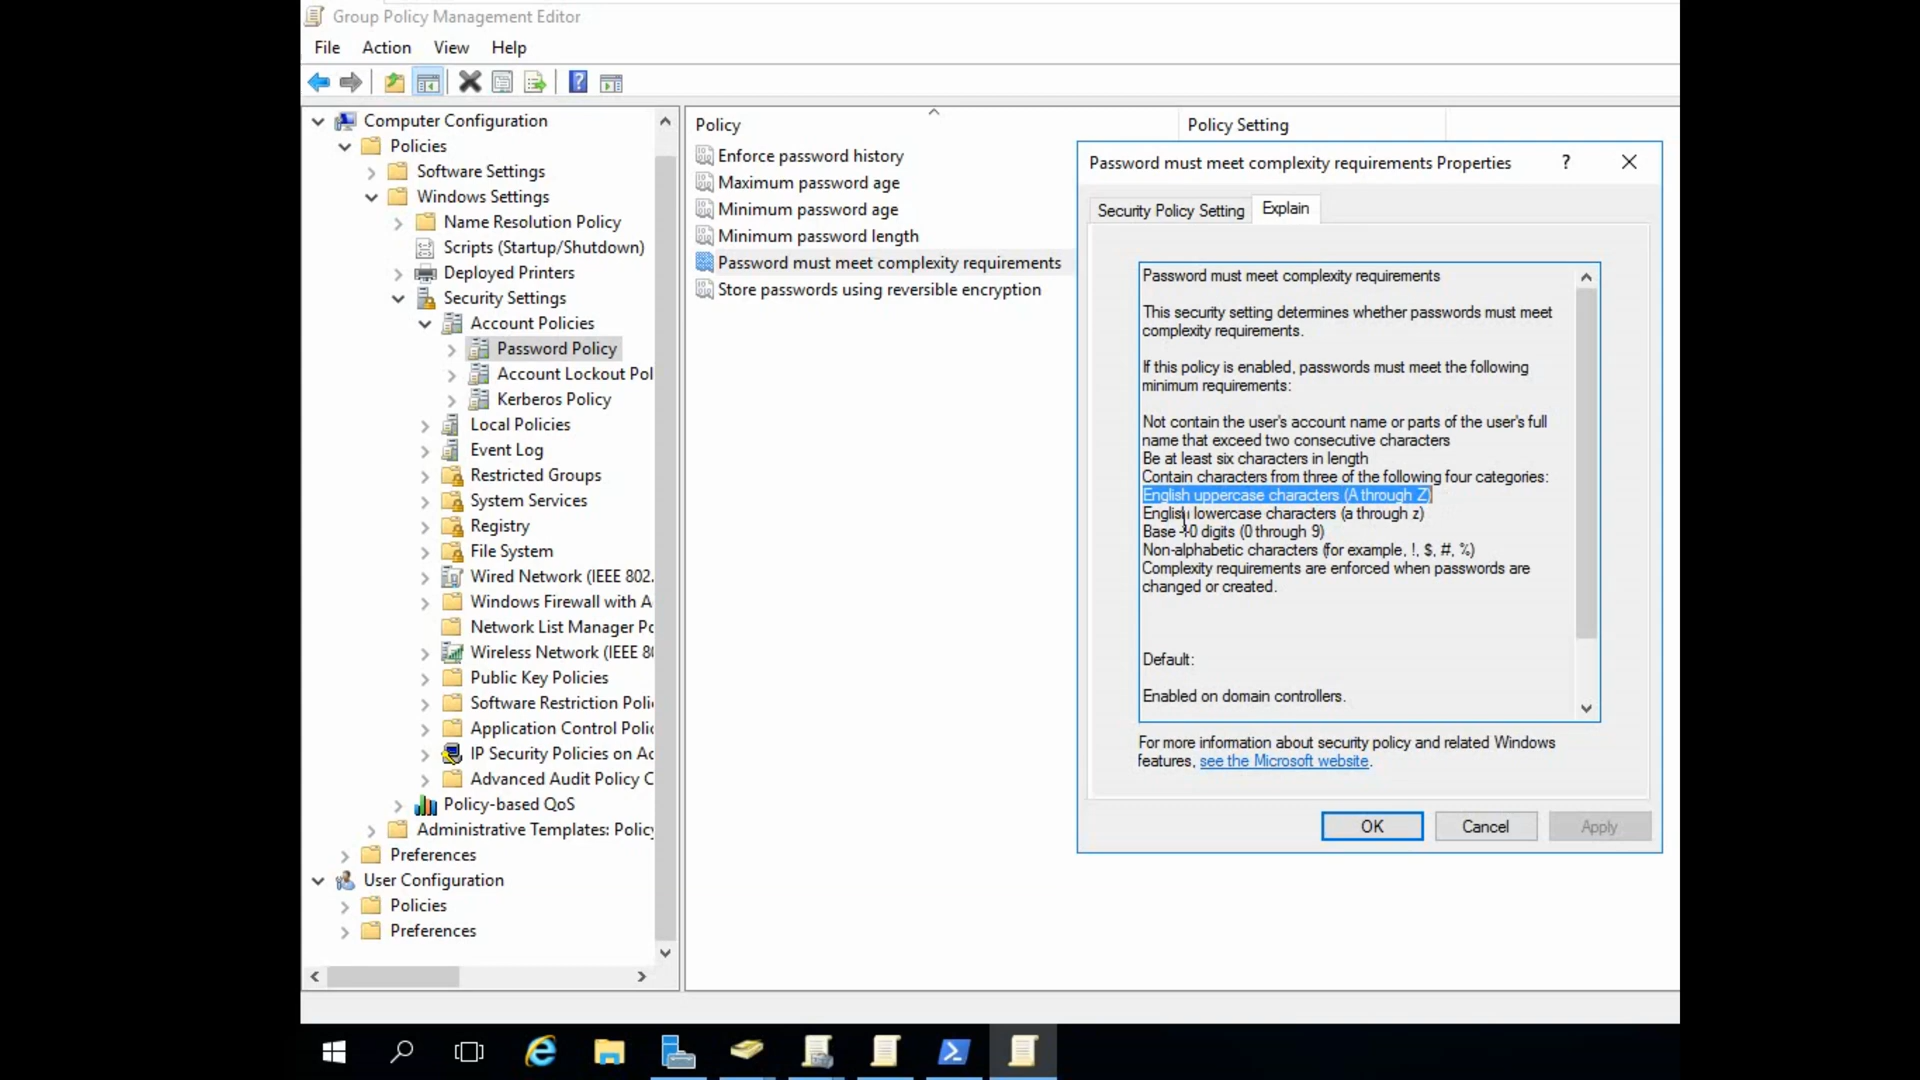 Group Policy Management Editor
File Action View Help
Computer Configuration
Policies
Software Settings
Windows Settings
Name Resolution Policy
Scripts (Startup/Shutdown)
Deployed Printers
Security Settings
Account Policies
Password Policy
Account Lockout Pol
Kerberos Policy
Local Policies
Event Log
Restricted Groups
System Services
Registry
File System
Wired Network (IEEE 802.
Windows Firewall with A
Network List Manager Po
Wireless Network (IEEE 80
Public Key Policies
Software Restriction Poli
Application Control Polic
IP Security Policies on Ac
Advanced Audit Policy C
Policy-based QoS
Administrative Templates: Policy
Preferences
User Configuration
Policies
Preferences
Policy Policy Setting
Enforce password history
Maximum password age
Minimum password age
Minimum password length
Password must meet complexity requirements
Store passwords using reversible encryption
Password must meet complexity requirements Properties ?
Security Policy Setting Explain
Password must meet complexity requirements
This security setting determines whether passwords must meet
complexity requirements.
If this policy is enabled, passwords must meet the following
minimum requirements:
Not contain the user's account name or parts of the user's full
name that exceed two consecutive characters
Be at least six characters in length
Contain characters from three of the following four categories:
English uppercase characters (A through Z)
English lowercase characters (a through z)
Base 10 digits (0 through 9)
Non-alphabetic characters (for example, !, $, #, %)
Complexity requirements are enforced when passwords are
changed or created.
Default:
Enabled on domain controllers.
For more information about security policy and related Windows
features, see the Microsoft website.
OK Cancel Apply